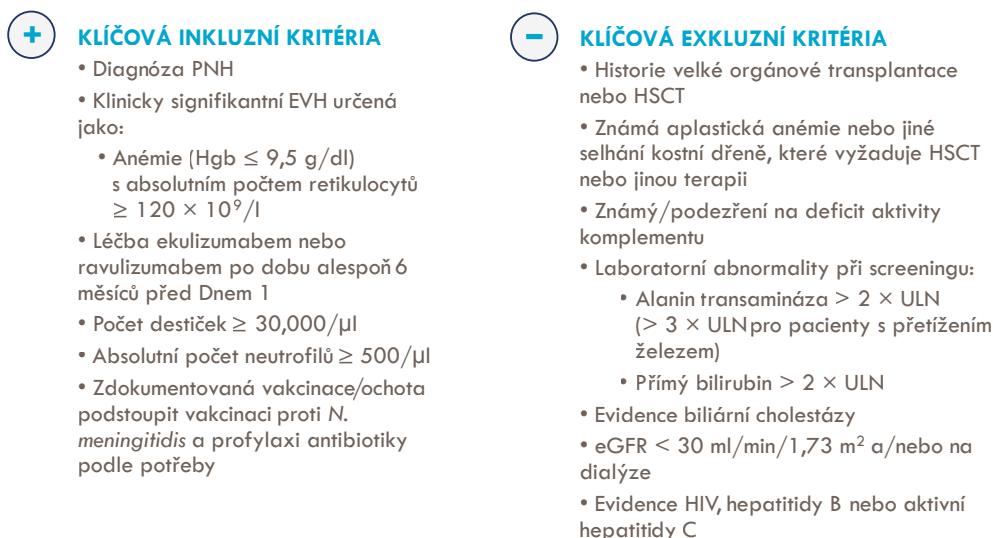 + KLÍČOVÁ INKLUZNÍ KRITÉRIA
• Diagnóza PNH
• Klinicky signifikantní EVH určená
jako:
• Anémie (Hgb ≤ 9,5 g/dl)
s absolutním počtem retikulocytů
≥ 120 × 10⁹/l
• Léčba ekulizumabem nebo
ravulizumabem po dobu alespoň 6
měsíců před Dnem 1
• Počet destiček ≥ 30,000/µl
• Absolutní počet neutrofilů ≥ 500/µl
• Zdokumentovaná vakcinace/ochota
podstoupit vakcinaci proti N.
meningitidis a profylaxi antibiotiky
podle potřeby
− KLÍČOVÁ EXKLUZNÍ KRITÉRIA
• Historie velké orgánové transplantace
nebo HSCT
• Známá aplastická anémie nebo jiné
selhání kostní dřeně, které vyžaduje HSCT
nebo jinou terapii
• Známý/podezření na deficit aktivity
komplementu
• Laboratorní abnormality při screeningu:
• Alanin transamináza > 2 × ULN
(> 3 × ULN pro pacienty s přetížením
železem)
• Přímý bilirubin > 2 × ULN
• Evidence biliární cholestázy
• eGFR < 30 ml/min/1,73 m² a/nebo na
dialýze
• Evidence HIV, hepatitidy B nebo aktivní
hepatitidy C